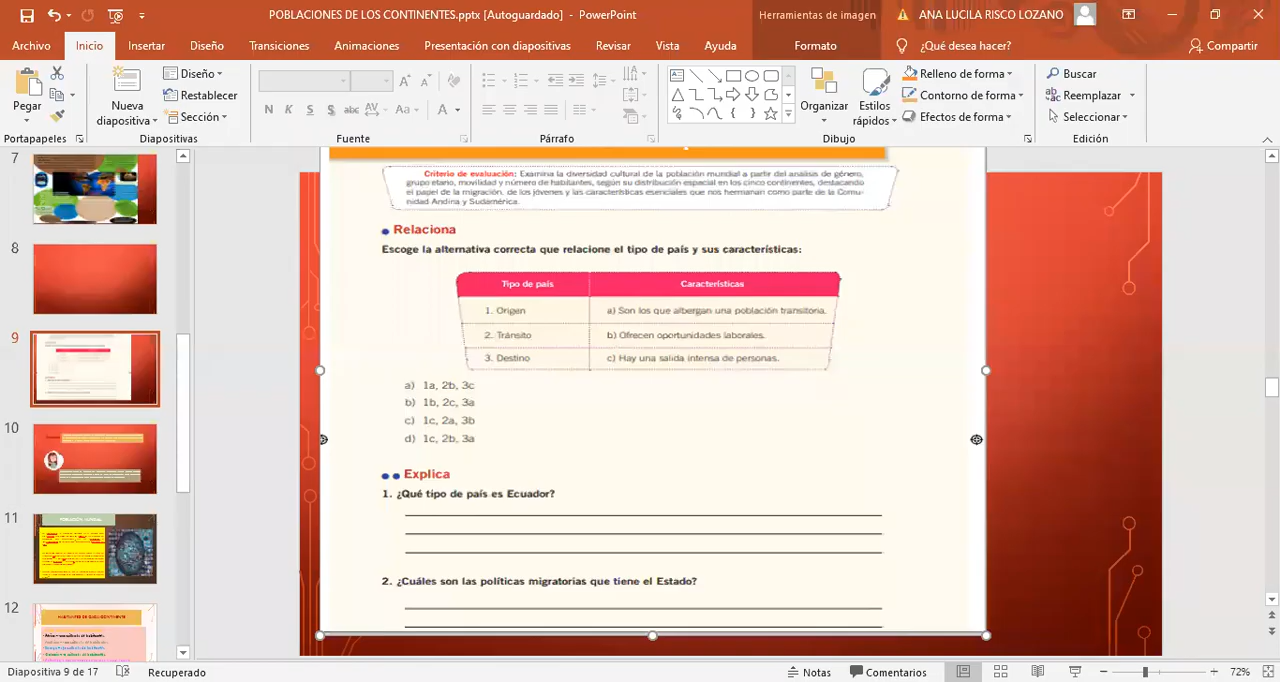 POBLACIONES DE LOS CONTINENTES.pptx [Autoguardado] - PowerPoint
Herramientas de imagen
ANA LUCILA RISCO LOZANO
Archivo
Inicio
Insertar
Diseño
Transiciones
Animaciones
Presentación con diapositivas
Revisar
Vista
Ayuda
Formato
¿Qué desea hacer?
Compartir
Pegar
Nueva
diapositiva
Diseño
Restablecer
Sección
N K S S abc AV Aa A
Organizar
Estilos
rápidos
Relleno de forma
Contorno de forma
Efectos de forma
Buscar
Reemplazar
Seleccionar
Portapapeles
Diapositivas
Fuente
Párrafo
Dibujo
Edición
7
8
9
10
11
12
Criterio de evaluación: Examina la diversidad cultural de la población mundial a partir del análisis de género,
grupo etario, movilidad y número de habitantes, según su distribución espacial en los cinco continentes, destacando
el papel de la migración, de los jóvenes y las características esenciales que nos hermanan como parte de la Comu-
nidad Andina y Sudamérica.
Relaciona
Escoge la alternativa correcta que relacione el tipo de país y sus características:
Tipo de país
Características
1. Origen
a) Son los que albergan una población transitoria.
2. Tránsito
b) Ofrecen oportunidades laborales.
3. Destino
c) Hay una salida intensa de personas.
a) 1a, 2b, 3c
b) 1b, 2c, 3a
c) 1c, 2a, 3b
d) 1c, 2b, 3a
Explica
1. ¿Qué tipo de país es Ecuador?
2. ¿Cuáles son las políticas migratorias que tiene el Estado?
Diapositiva 9 de 17
Recuperado
Notas
Comentarios
72%